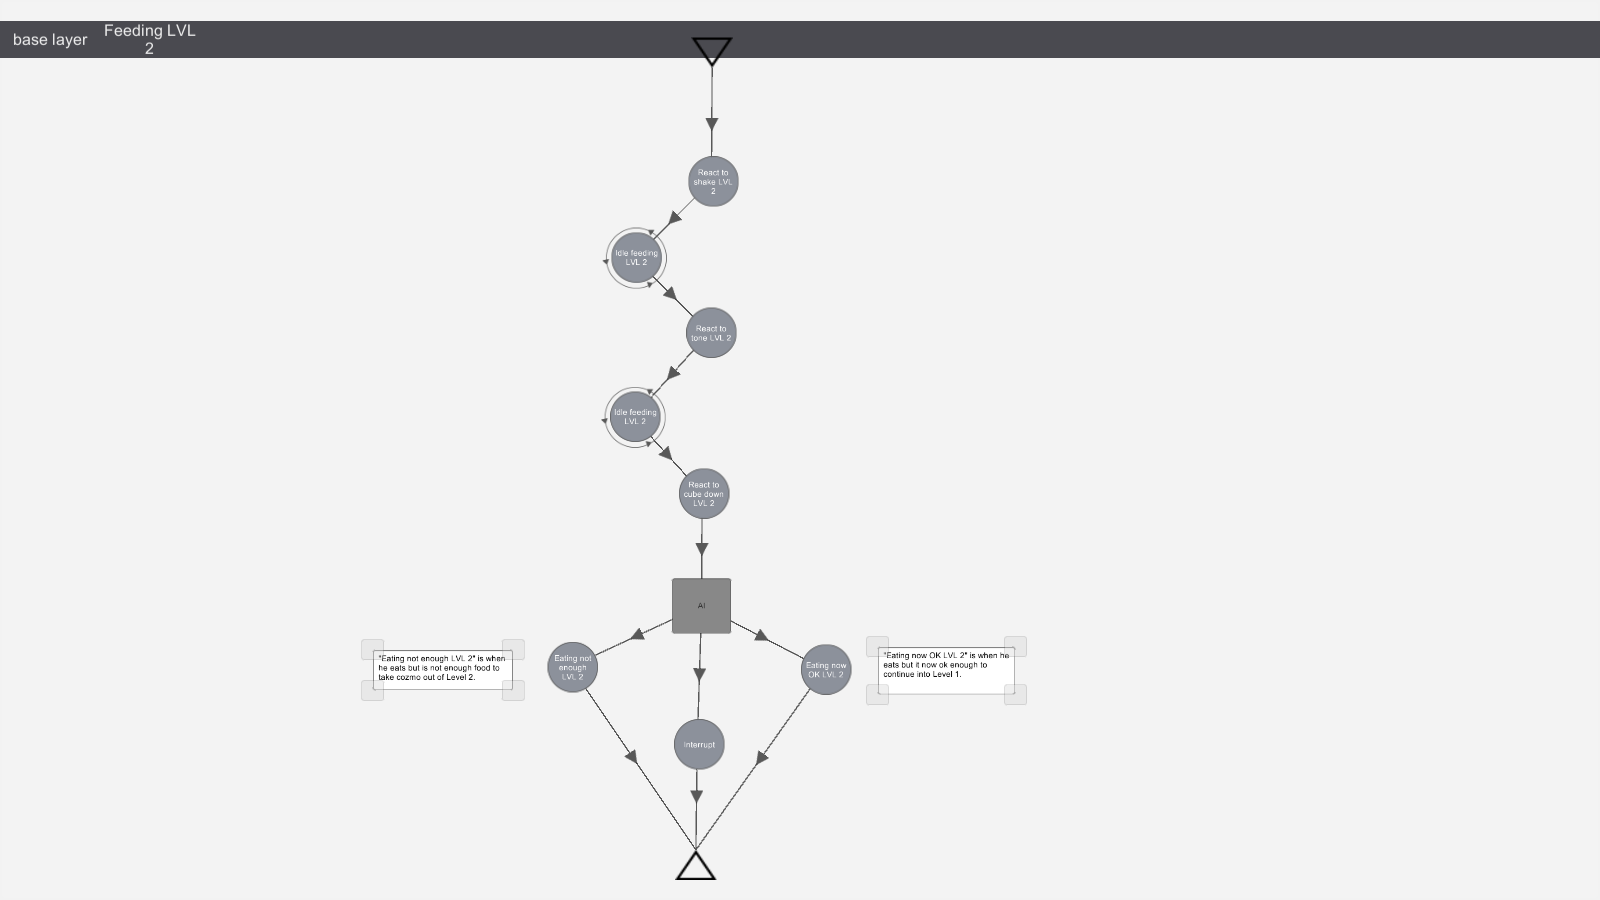 base layer
Feeding LVL
2
React to
shake LVL
2
Idle feeding
LVL 2
React to
tone LVL 2
Idle feeding
LVL 2
React to
cube down
LVL 2
AI
"Eating not enough LVL 2" is when
he eats but is not enough food to
take cozmo out of Level 2.
Eating not
enough
LVL 2
Eating now
OK LVL 2
"Eating now OK LVL 2" is when he
eats but it now ok enough to
continue into Level 1.
Interrupt